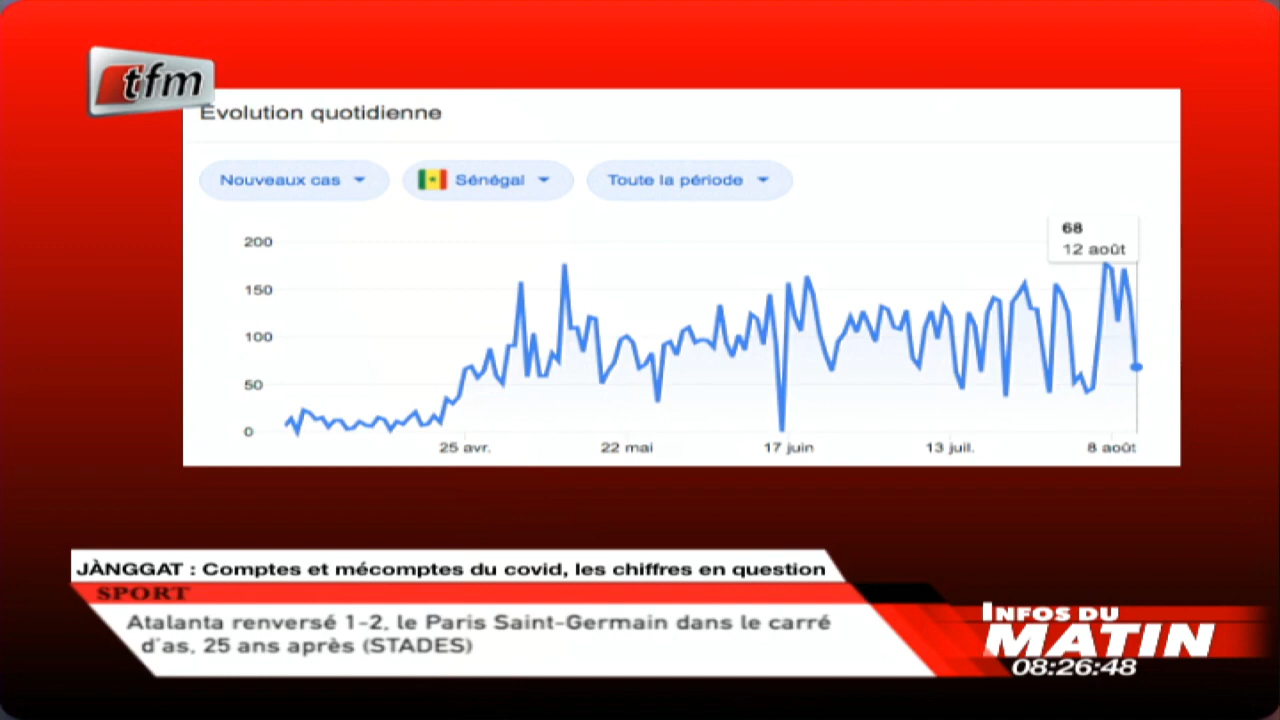 tfm
Évolution quotidienne
Nouveaux cas
Sénégal
Toute la période
68
12 août
200
150
100
50
0
25 avr.
22 mai
17 juin
13 juil.
8 août
JÀNGGAT : Comptes et mécomptes du covid, les chiffres en question
SPORT
Atalanta renversé 1-2, le Paris Saint-Germain dans le carré
d'as, 25 ans après (STADES)
INFOS DU
MATIN
08:26:48